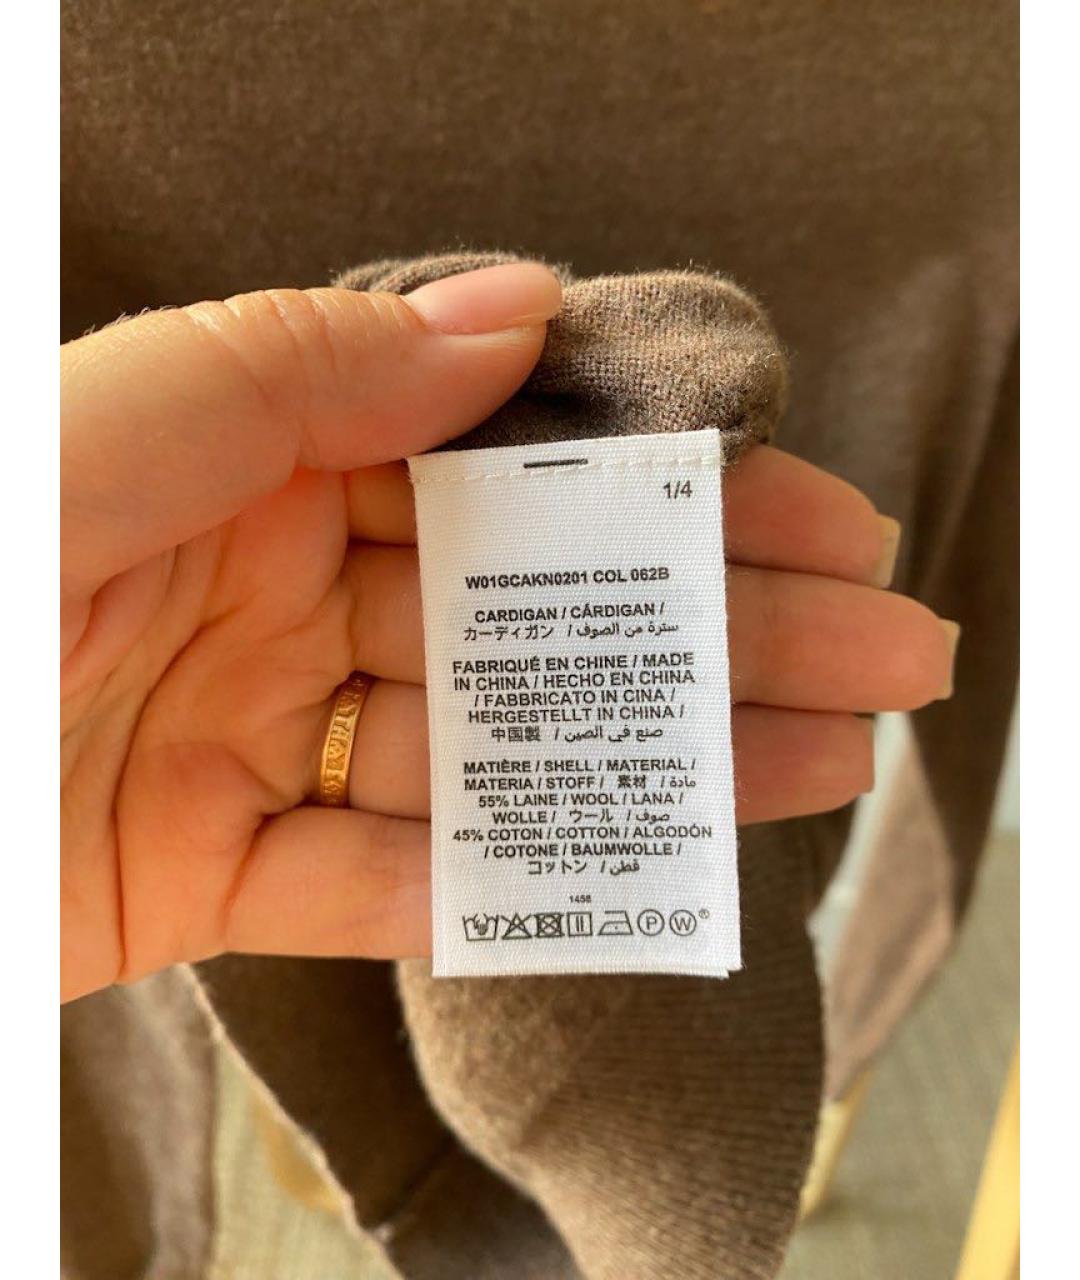 1/4
W01GCAKN0201 COL 062B
CARDIGAN / CÁRDIGAN /
カーディガン / سترة من الصوف
FABRIQUÉ EN CHINE / MADE
IN CHINA / HECHO EN CHINA
/ FABBRICATO IN CINA /
HERGESTELLT IN CHINA /
中国製 / صنع في الصين
MATIÈRE / SHELL / MATERIAL /
MATERIA / STOFF / 素材 / مادة
55% LAINE / WOOL / LANA /
WOLLE / ウール / صوف
45% COTON / COTTON / ALGODÓN
/ COTONE / BAUMWOLLE /
コットン / قطن
1458
P W®